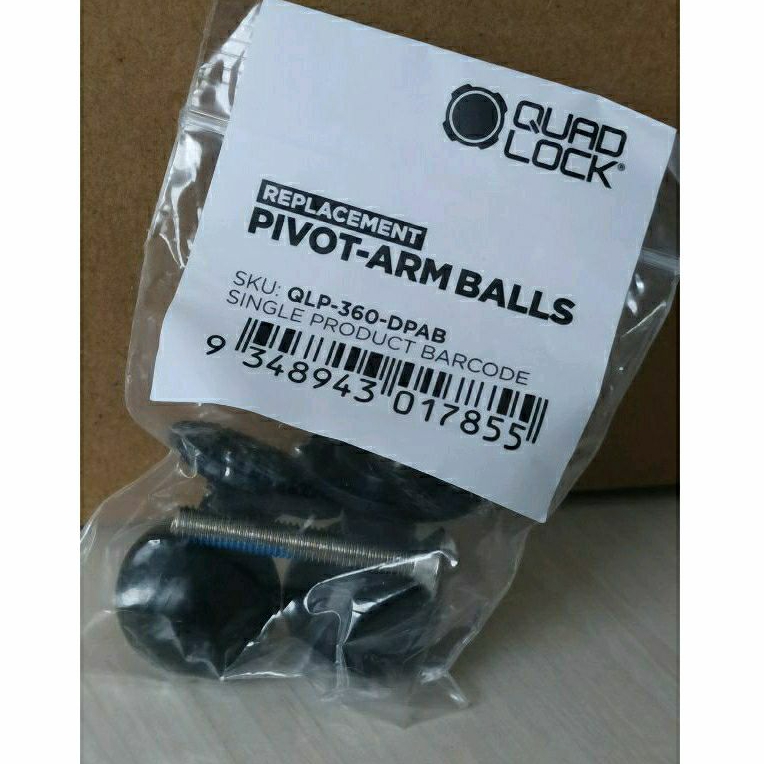 QUAD
LOCK®
REPLACEMENT
PIVOT-ARM BALLS
SKU: QLP-360-DPAB
SINGLE PRODUCT BARCODE
9 348943 017855